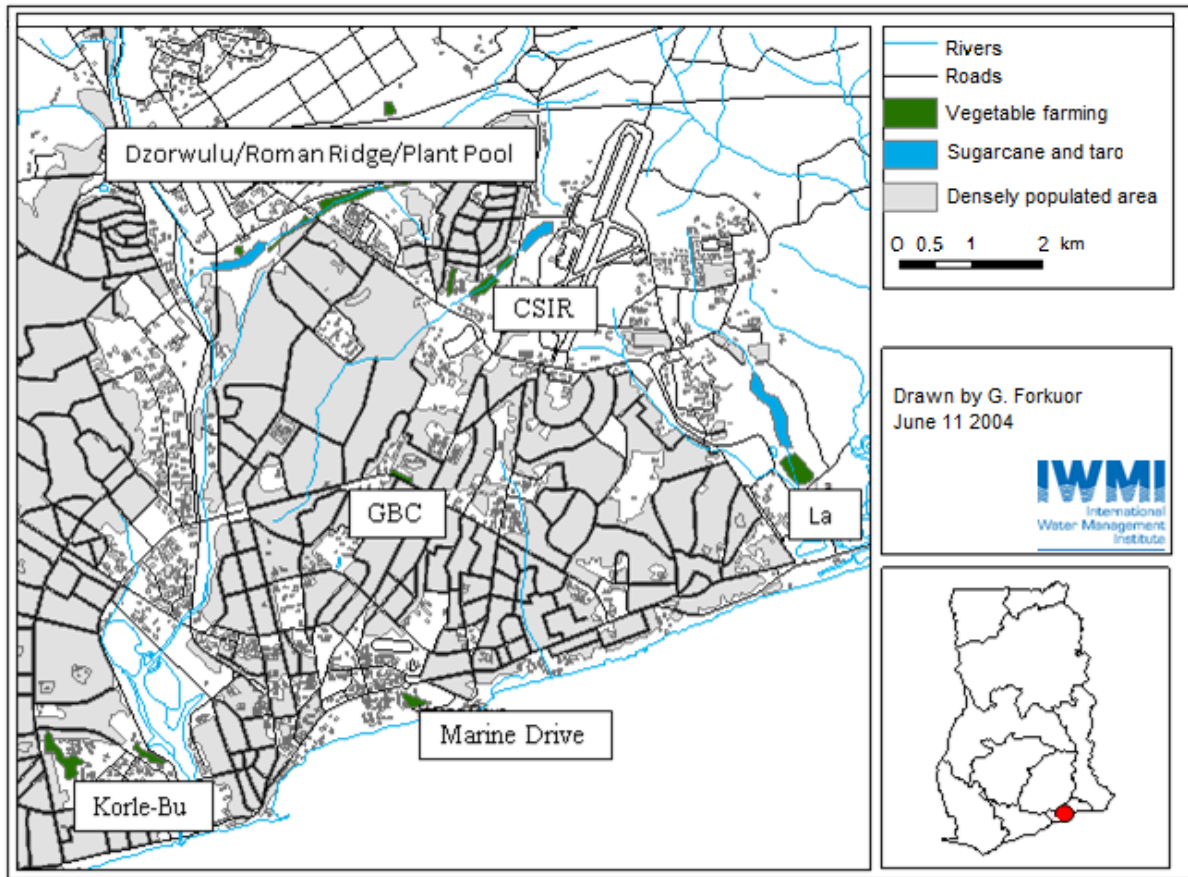 Dzorwulu/Roman Ridge/Plant Pool
CSIR
GBC
La
Marine Drive
Korle-Bu
Rivers
Roads
Vegetable farming
Sugarcane and taro
Densely populated area
0 0.5 1 2 km
Drawn by G. Forkuor
June 11 2004
IWMI
International
Water Management
Institute